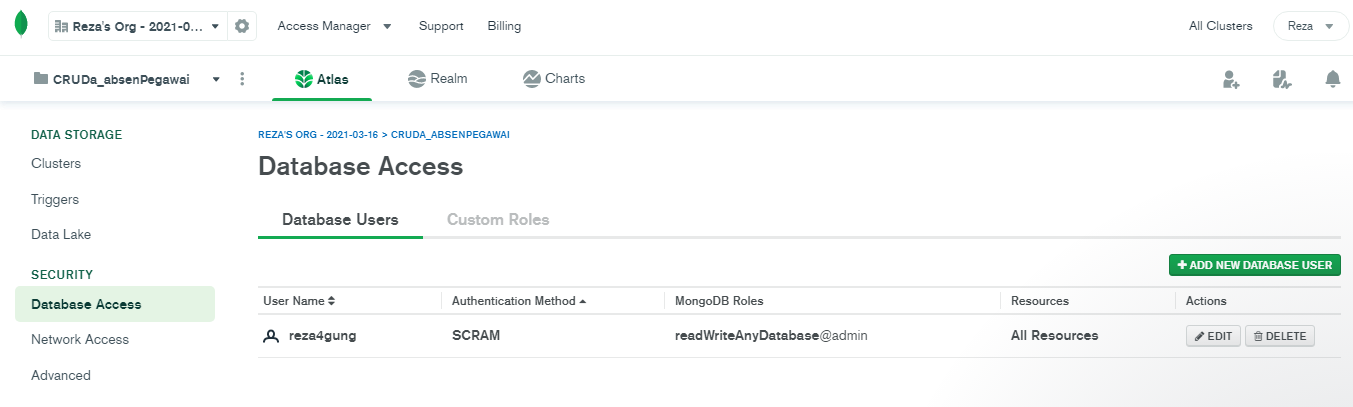 Reza's Org - 2021-0... Access Manager Support Billing All Clusters Reza
CRUDa_absenPegawai Atlas Realm Charts
DATA STORAGE
Clusters
Triggers
Data Lake
SECURITY
Database Access
Network Access
Advanced
REZA'S ORG - 2021-03-16 > CRUDA_ABSENPEGAWAI
Database Access
Database Users Custom Roles
+ ADD NEW DATABASE USER
User Name Authentication Method MongoDB Roles Resources Actions
reza4gung SCRAM readWriteAnyDatabase@admin All Resources EDIT DELETE